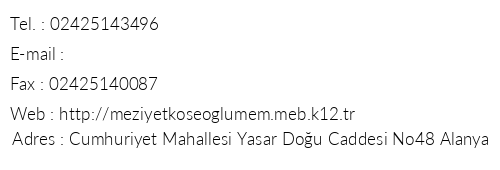 Tel. : 02425143496
E-mail :
Fax : 02425140087
Web : http://meziyetkoseoglumem.meb.k12.tr
Adres : Cumhuriyet Mahallesi Yasar Doğu Caddesi No48 Alanya